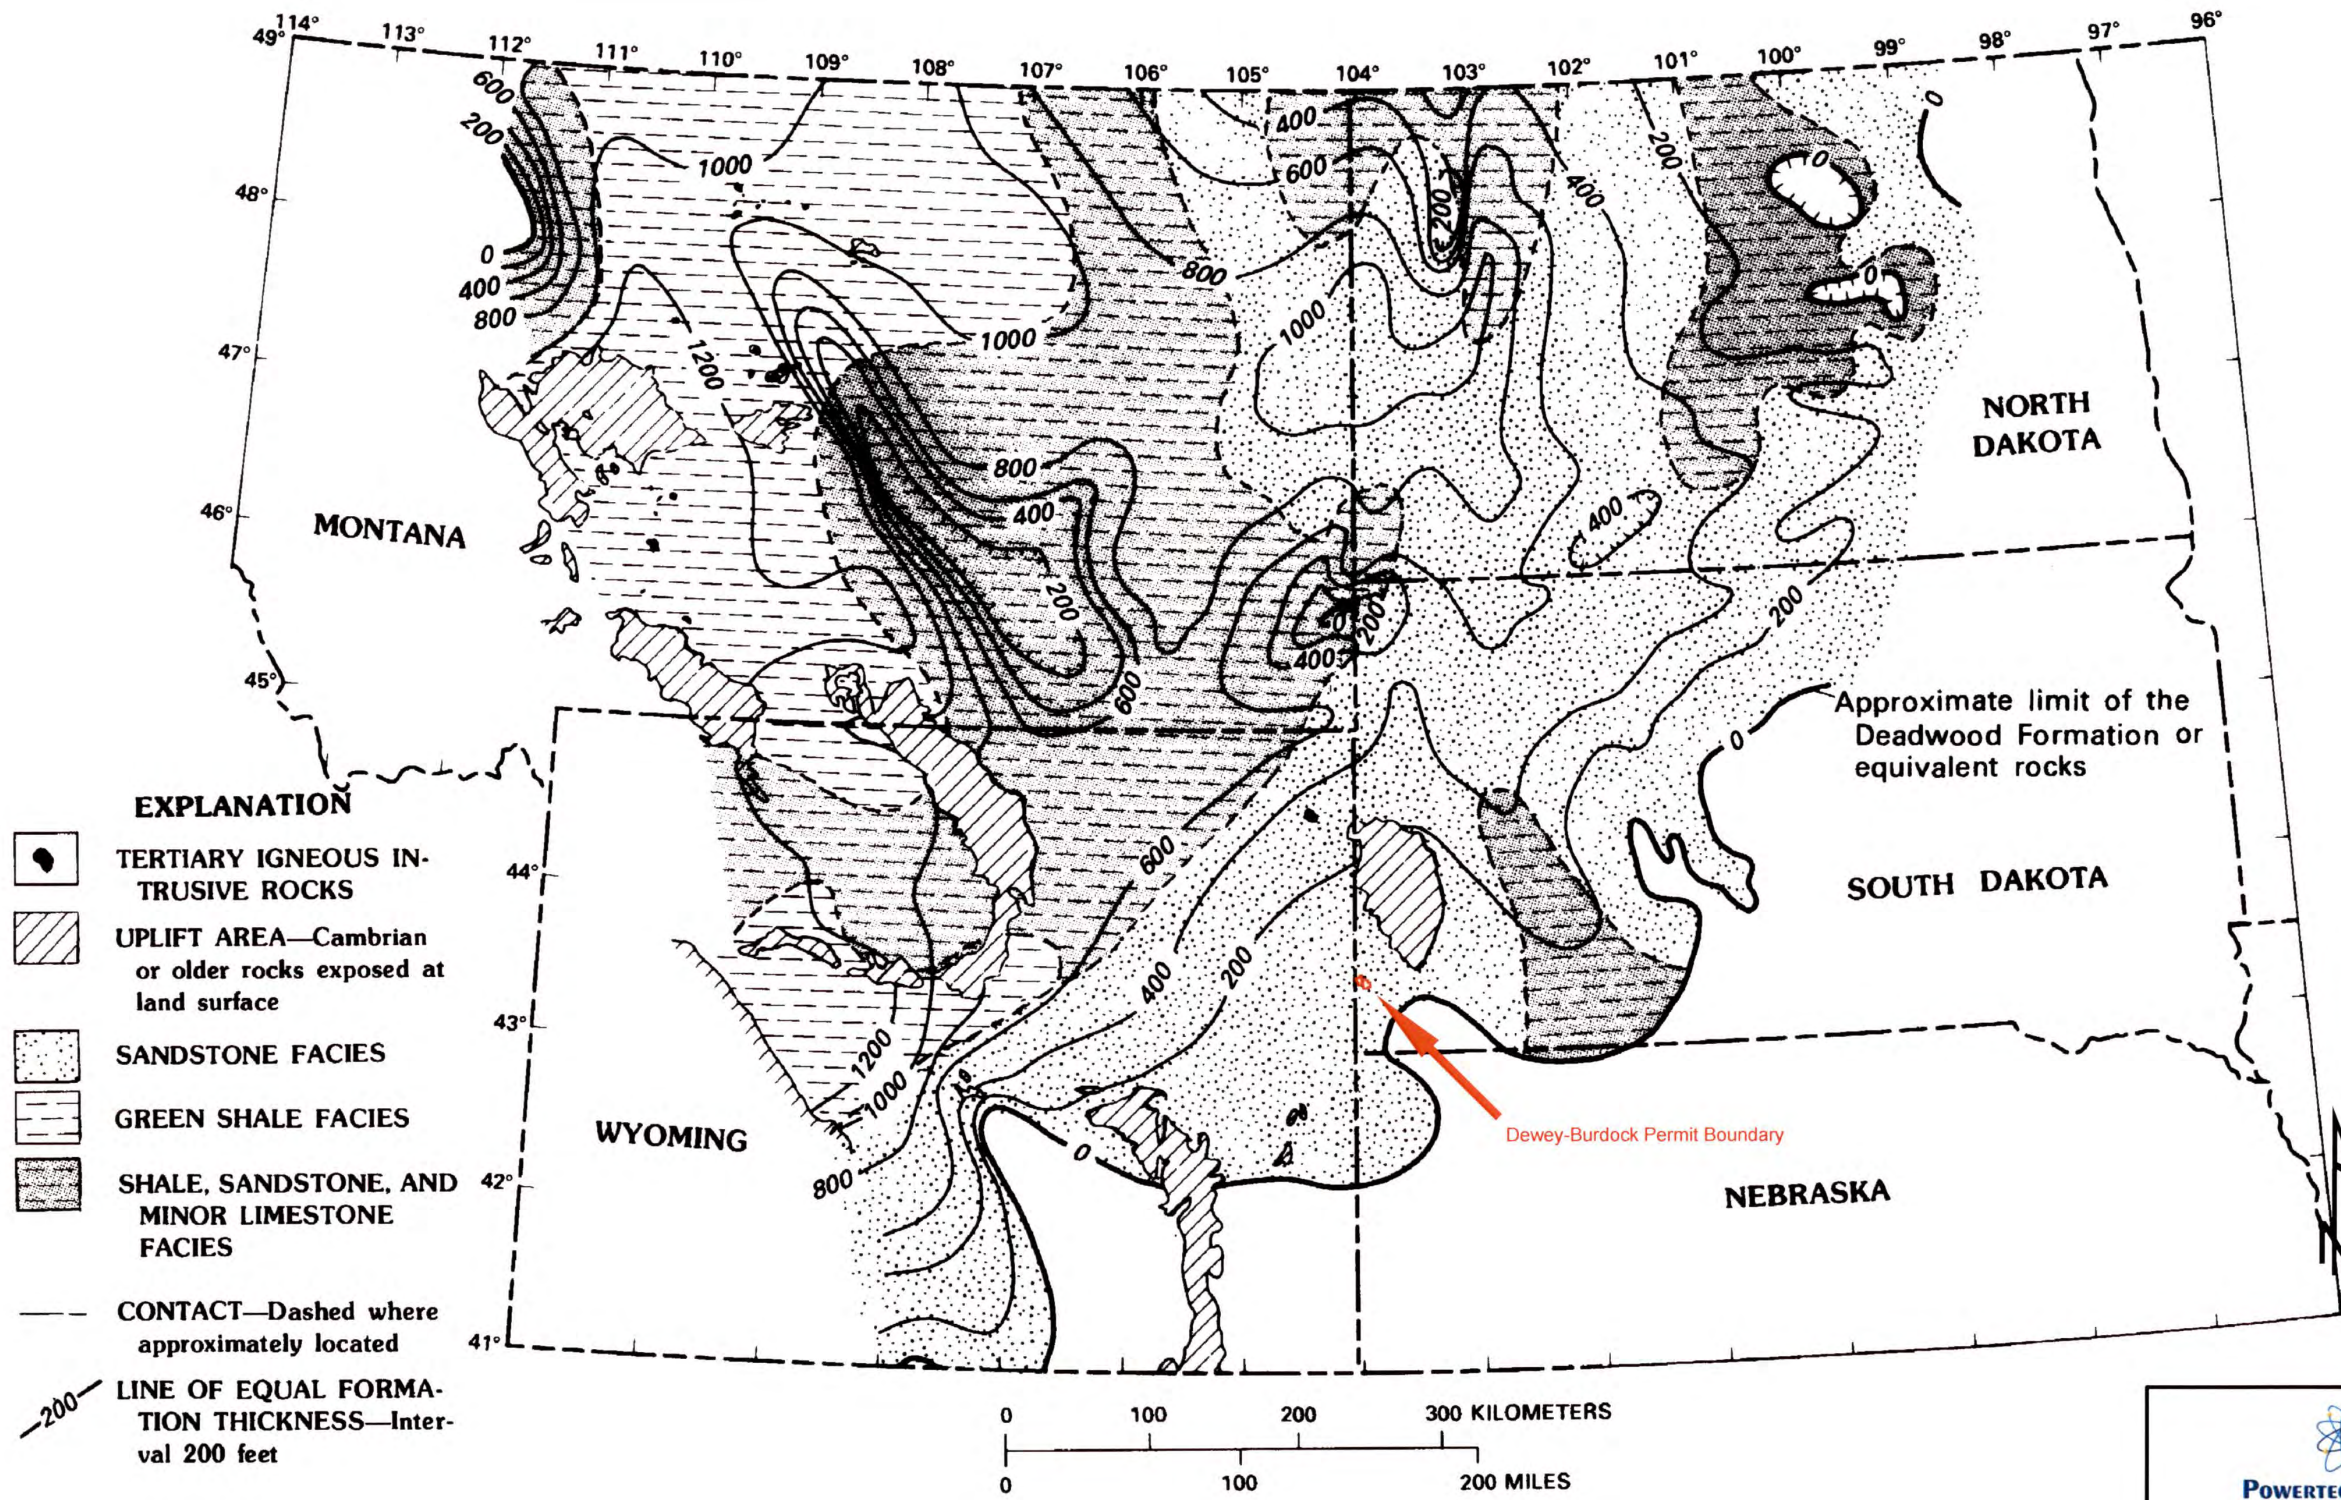 114°
113°
112°
111°
110°
109°
108°
107°
106°
105°
104°
103°
102°
101°
100°
99°
98°
97°
96°
49°
48°
47°
46°
45°
44°
43°
42°
41°
600
200
0
400
800
1000
1200
1000
800
400
200
600
800
1000
400
600
200
400
200
0
0
0
400
200
0
200
400
600
400
200
0
1200
1000
800
0
MONTANA
NORTH
DAKOTA
SOUTH DAKOTA
WYOMING
NEBRASKA
Approximate limit of the
Deadwood Formation or
equivalent rocks
Dewey-Burdock Permit Boundary
EXPLANATION
TERTIARY IGNEOUS IN-
TRUSIVE ROCKS
UPLIFT AREA—Cambrian
or older rocks exposed at
land surface
SANDSTONE FACIES
GREEN SHALE FACIES
SHALE, SANDSTONE, AND
MINOR LIMESTONE
FACIES
CONTACT—Dashed where
approximately located
—200— LINE OF EQUAL FORMA-
TION THICKNESS—Inter-
val 200 feet
0 100 200 300 KILOMETERS
0 100 200 MILES